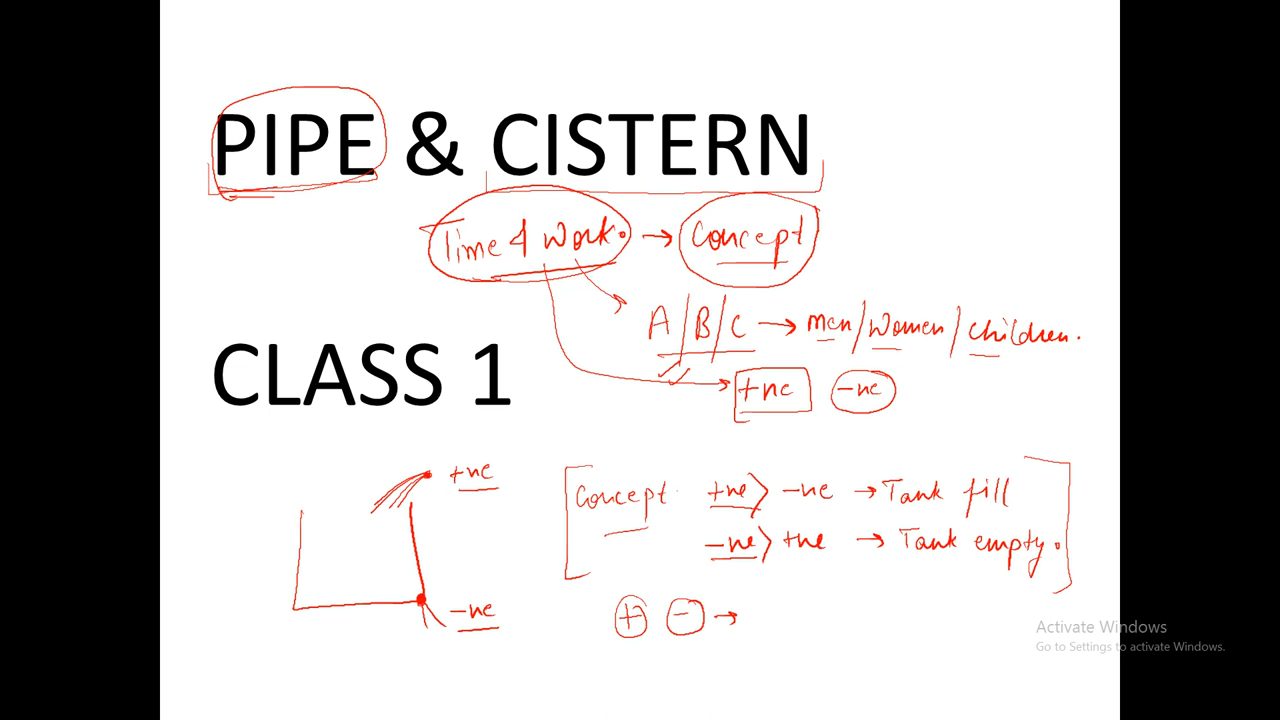 PIPE & CISTERN
Time & Work. → Concept
A/B/C → men/women/children.
CLASS 1
+ve -ve
+ve
Concept +ve > -ve → Tank fill
-ve > +ve → Tank empty.
-ve
+ - →
Activate Windows
Go to Settings to activate Windows.